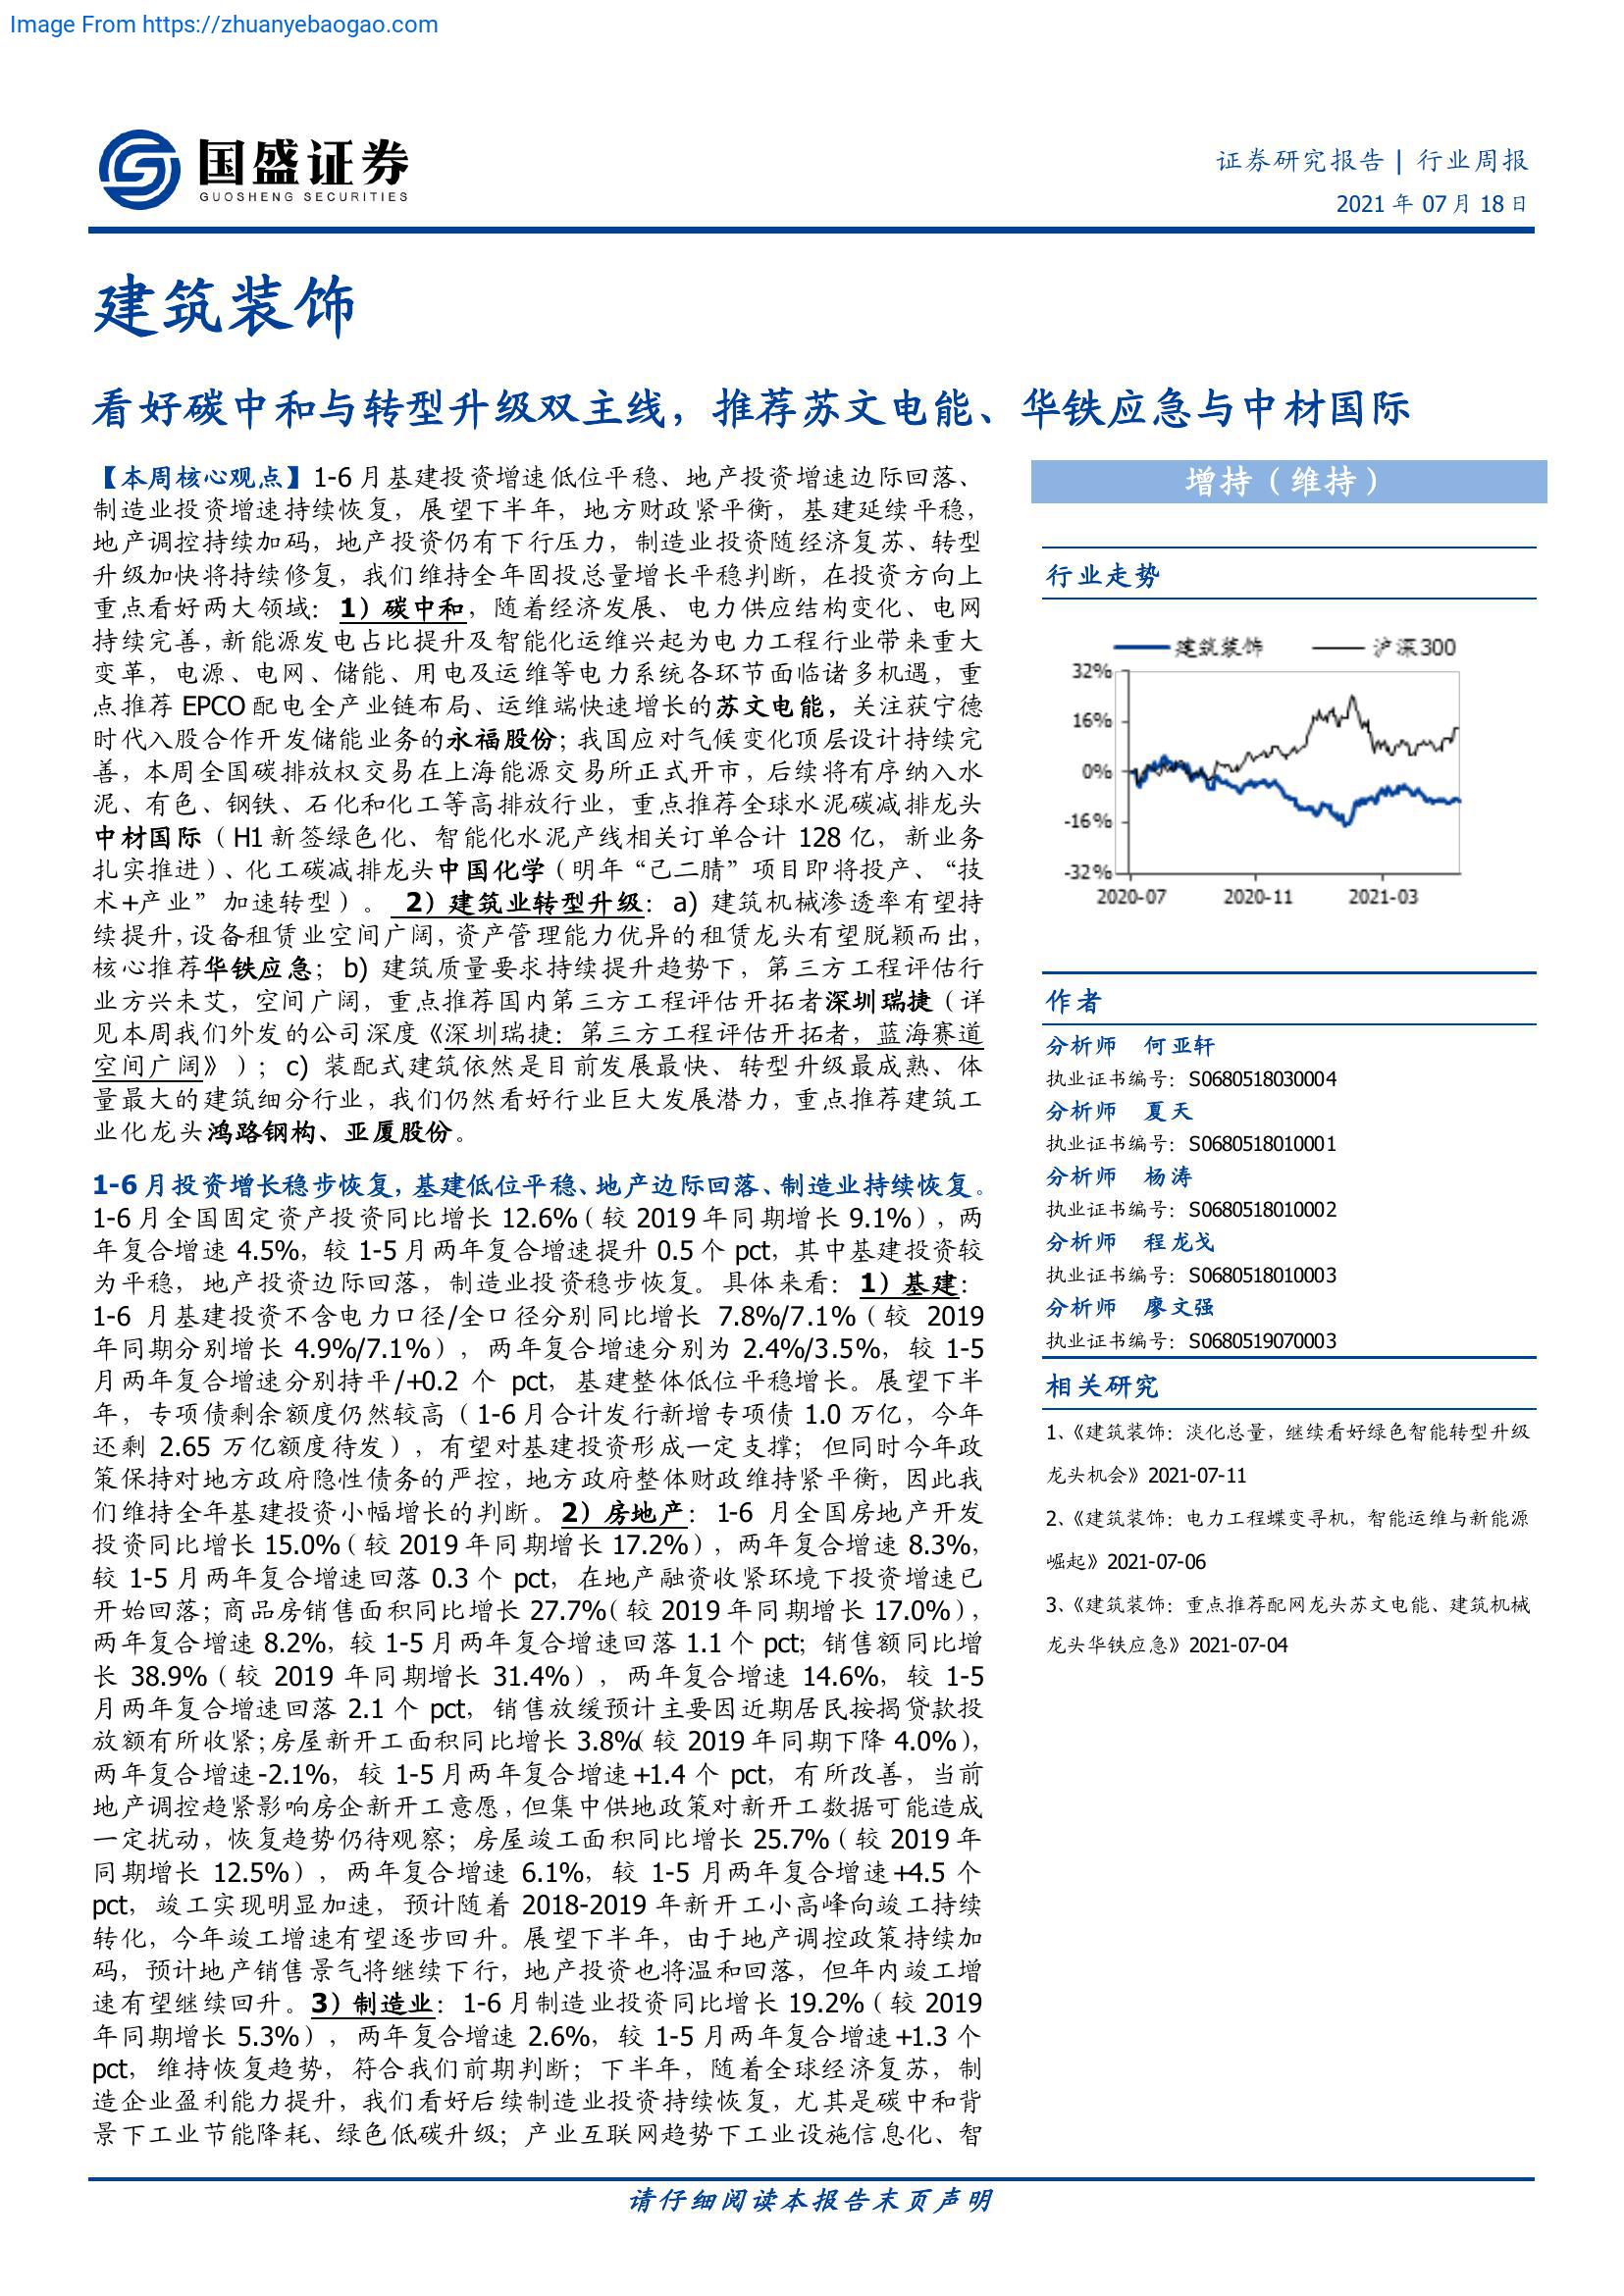 Image From https://zhuanyebaogao.com
国盛证券
GUOSHENG SECURITIES
证券研究报告 | 行业周报
2021 年 07 月 18 日
建筑装饰
看好碳中和与转型升级双主线，推荐苏文电能、华铁应急与中材国际
【本周核心观点】1-6 月基建投资增速低位平稳、地产投资增速边际回落、
制造业投资增速持续恢复，展望下半年，地方财政紧平衡，基建延续平稳，
地产调控持续加码，地产投资仍有下行压力，制造业投资随经济复苏、转型
升级加快将持续修复，我们维持全年固投总量增长平稳判断，在投资方向上
重点看好两大领域：1）碳中和，随着经济发展、电力供应结构变化、电网
持续完善，新能源发电占比提升及智能化运维兴起为电力工程行业带来重大
变革，电源、电网、储能、用电及运维等电力系统各环节面临诸多机遇，重
点推荐 EPCO 配电全产业链布局、运维端快速增长的苏文电能，关注获宁德
时代入股合作开发储能业务的永福股份；我国应对气候变化顶层设计持续完
善，本周全国碳排放权交易在上海能源交易所正式开市，后续将有序纳入水
泥、有色、钢铁、石化和化工等高排放行业，重点推荐全球水泥碳减排龙头
中材国际（H1 新签绿色化、智能化水泥产线相关订单合计 128 亿，新业务
扎实推进）、化工碳减排龙头中国化学（明年“己二腈”项目即将投产、“技
术+产业”加速转型）。 2）建筑业转型升级：a) 建筑机械渗透率有望持
续提升，设备租赁业空间广阔，资产管理能力优异的租赁龙头有望脱颖而出，
核心推荐华铁应急；b) 建筑质量要求持续提升趋势下，第三方工程评估行
业方兴未艾，空间广阔，重点推荐国内第三方工程评估开拓者深圳瑞捷（详
见本周我们外发的公司深度《深圳瑞捷：第三方工程评估开拓者，蓝海赛道
空间广阔》）；c) 装配式建筑依然是目前发展最快、转型升级最成熟、体
量最大的建筑细分行业，我们仍然看好行业巨大发展潜力，重点推荐建筑工
业化龙头鸿路钢构、亚厦股份。
1-6 月投资增长稳步恢复，基建低位平稳、地产边际回落、制造业持续恢复。
1-6 月全国固定资产投资同比增长 12.6%（较 2019 年同期增长 9.1%），两
年复合增速 4.5%，较 1-5 月两年复合增速提升 0.5 个 pct，其中基建投资较
为平稳，地产投资边际回落，制造业投资稳步恢复。具体来看：1）基建：
1-6 月基建投资不含电力口径/全口径分别同比增长 7.8%/7.1%（较 2019
年同期分别增长 4.9%/7.1%），两年复合增速分别为 2.4%/3.5%，较 1-5
月两年复合增速分别持平/+0.2 个 pct，基建整体低位平稳增长。展望下半
年，专项债剩余额度仍然较高（1-6 月合计发行新增专项债 1.0 万亿，今年
还剩 2.65 万亿额度待发），有望对基建投资形成一定支撑；但同时今年政
策保持对地方政府隐性债务的严控，地方政府整体财政维持紧平衡，因此我
们维持全年基建投资小幅增长的判断。2）房地产：1-6 月全国房地产开发
投资同比增长 15.0%（较 2019 年同期增长 17.2%），两年复合增速 8.3%，
较 1-5 月两年复合增速回落 0.3 个 pct，在地产融资收紧环境下投资增速已
开始回落；商品房销售面积同比增长 27.7%（较 2019 年同期增长 17.0%），
两年复合增速 8.2%，较 1-5 月两年复合增速回落 1.1 个 pct；销售额同比增
长 38.9%（较 2019 年同期增长 31.4%），两年复合增速 14.6%，较 1-5
月两年复合增速回落 2.1 个 pct，销售放缓预计主要因近期居民按揭贷款投
放额有所收紧；房屋新开工面积同比增长 3.8%（较 2019 年同期下降 4.0%），
两年复合增速-2.1%，较 1-5 月两年复合增速+1.4 个 pct，有所改善，当前
地产调控趋紧影响房企新开工意愿，但集中供地政策对新开工数据可能造成
一定扰动，恢复趋势仍待观察；房屋竣工面积同比增长 25.7%（较 2019 年
同期增长 12.5%），两年复合增速 6.1%，较 1-5 月两年复合增速+4.5 个
pct，竣工实现明显加速，预计随着 2018-2019 年新开工小高峰向竣工持续
转化，今年竣工增速有望逐步回升。展望下半年，由于地产调控政策持续加
码，预计地产销售景气将继续下行，地产投资也将温和回落，但年内竣工增
速有望继续回升。3）制造业：1-6 月制造业投资同比增长 19.2%（较 2019
年同期增长 5.3%），两年复合增速 2.6%，较 1-5 月两年复合增速+1.3 个
pct，维持恢复趋势，符合我们前期判断；下半年，随着全球经济复苏，制
造企业盈利能力提升，我们看好后续制造业投资持续恢复，尤其是碳中和背
景下工业节能降耗、绿色低碳升级；产业互联网趋势下工业设施信息化、智
增持（维持）
行业走势
建筑装饰 沪深300
32%
16%
0%
-16%
-32%
2020-07 2020-11 2021-03
作者
分析师 何亚轩
执业证书编号：S0680518030004
分析师 夏天
执业证书编号：S0680518010001
分析师 杨涛
执业证书编号：S0680518010002
分析师 程龙戈
执业证书编号：S0680518010003
分析师 廖文强
执业证书编号：S0680519070003
相关研究
1、《建筑装饰：淡化总量，继续看好绿色智能转型升级
龙头机会》2021-07-11
2、《建筑装饰：电力工程蝶变寻机，智能运维与新能源
崛起》2021-07-06
3、《建筑装饰：重点推荐配网龙头苏文电能、建筑机械
龙头华铁应急》2021-07-04
请仔细阅读本报告末页声明